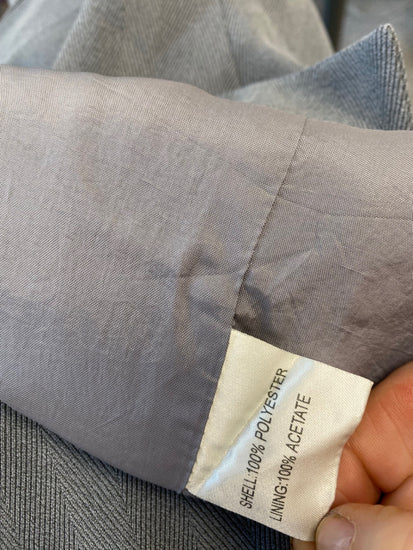 SHELL:100% POLYESTER
LINING:100% ACETATE